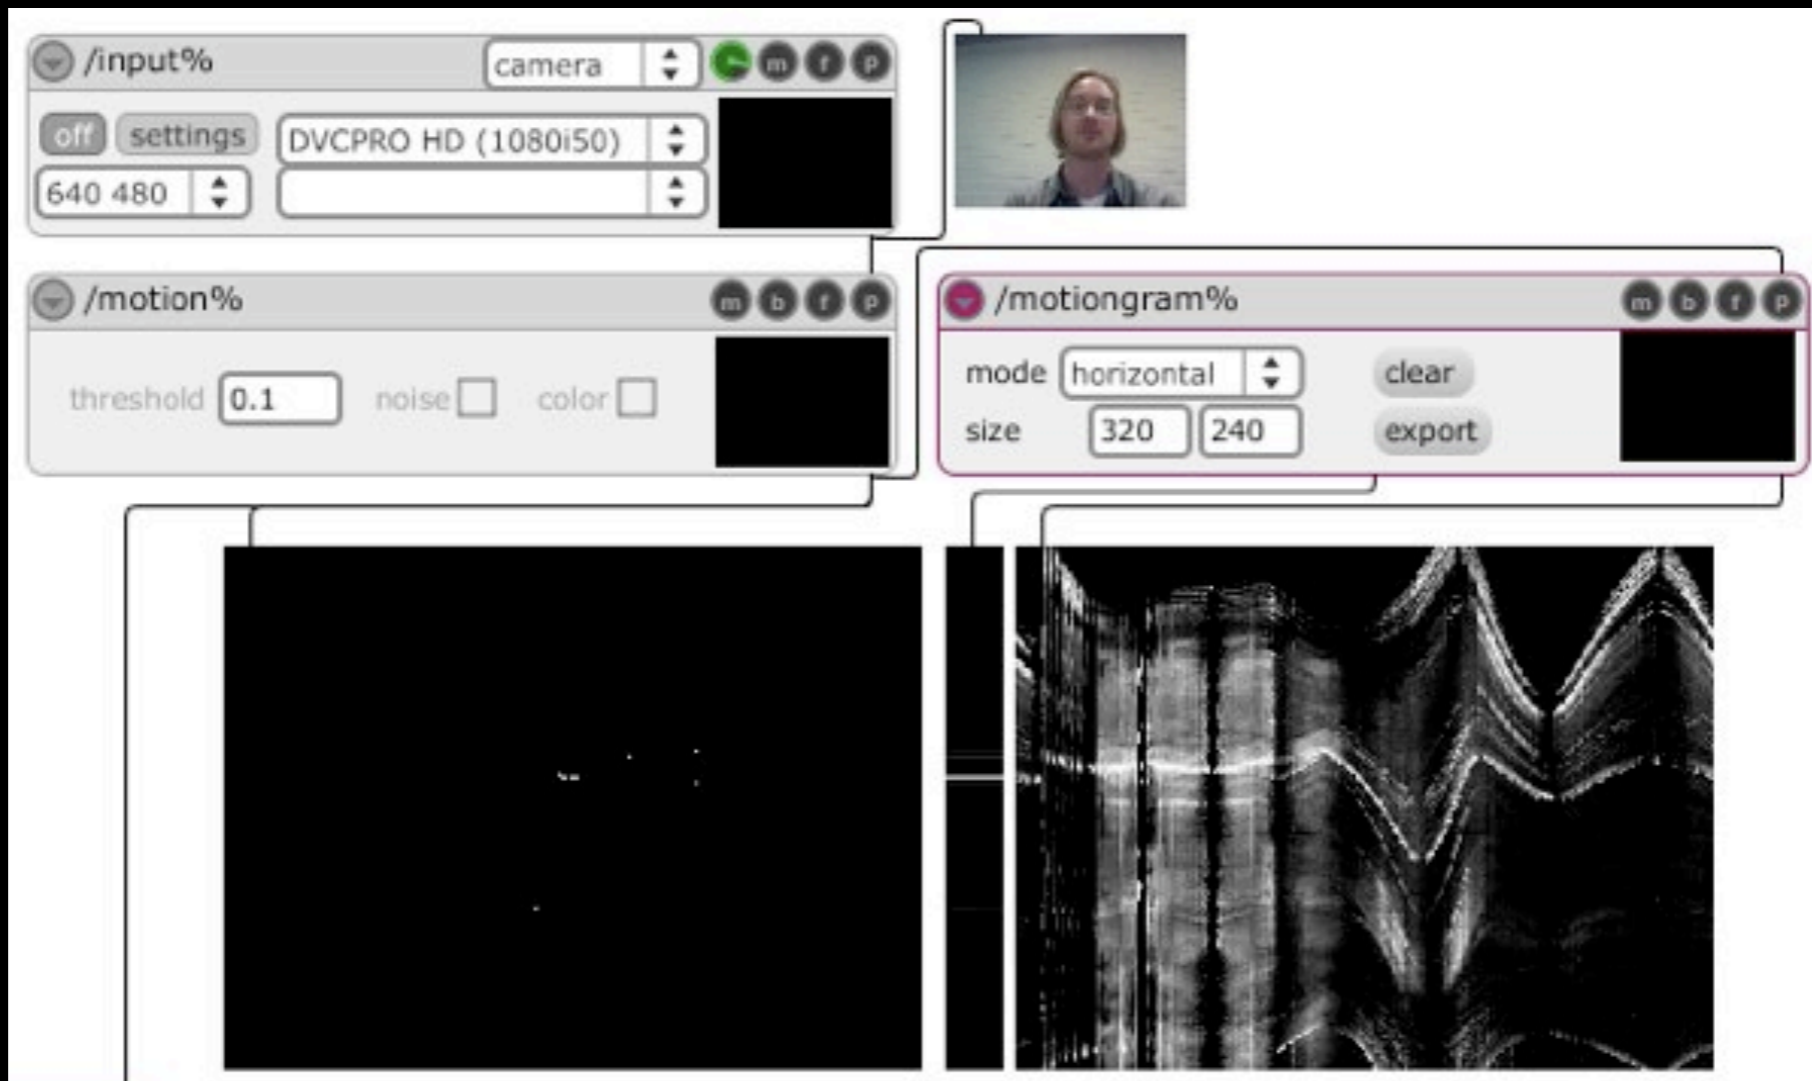 /input% camera m f p
off settings DVCPRO HD (1080i50)
640 480
/motion% m b f p
threshold 0.1 noise color
/motiongram% m b f p
mode horizontal clear
size 320 240 export